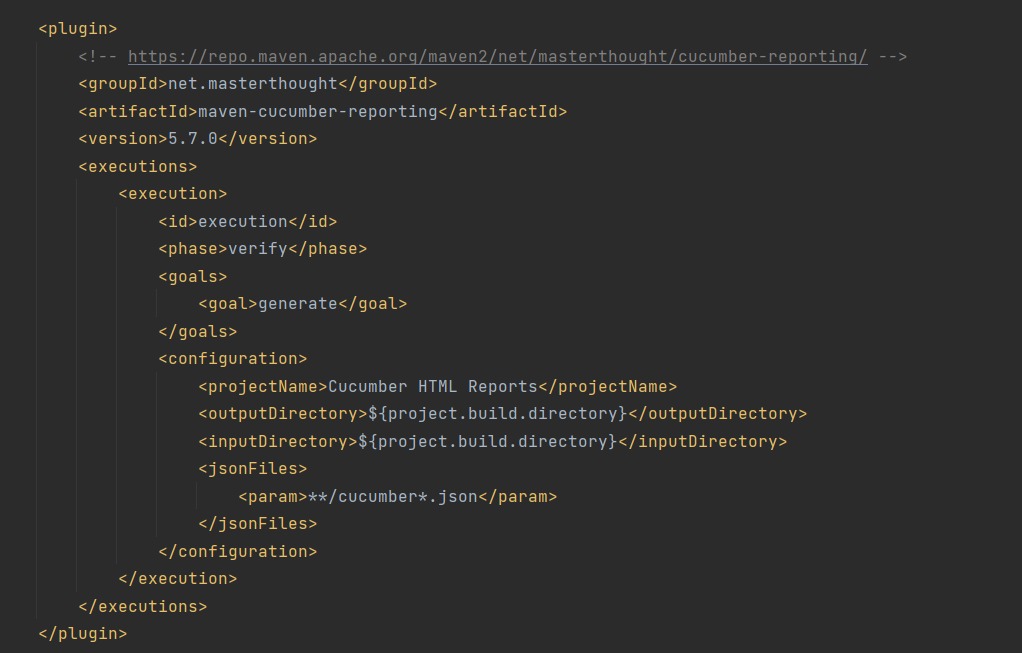 <plugin>
<!-- https://repo.maven.apache.org/maven2/net/masterthought/cucumber-reporting/ -->
<groupId>net.masterthought</groupId>
<artifactId>maven-cucumber-reporting</artifactId>
<version>5.7.0</version>
<executions>
<execution>
<id>execution</id>
<phase>verify</phase>
<goals>
<goal>generate</goal>
</goals>
<configuration>
<projectName>Cucumber HTML Reports</projectName>
<outputDirectory>${project.build.directory}</outputDirectory>
<inputDirectory>${project.build.directory}</inputDirectory>
<jsonFiles>
<param>**/cucumber*.json</param>
</jsonFiles>
</configuration>
</execution>
</executions>
</plugin>